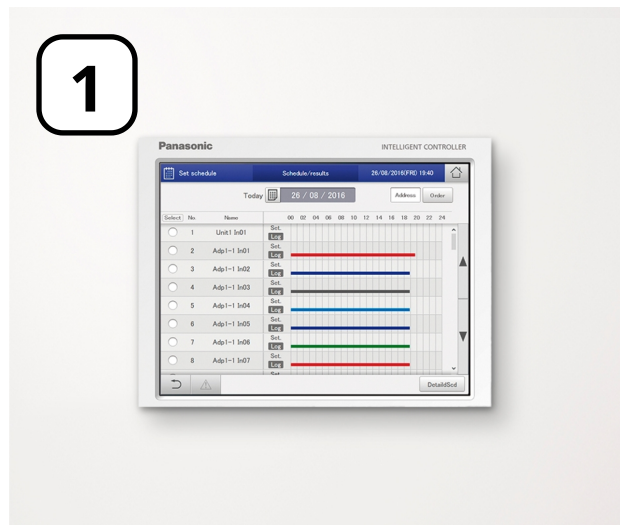 1
Panasonic INTELLIGENT CONTROLLER
Set schedule Schedule/results 26/08/2016(FRI) 19:40
Today 26 / 08 / 2016 Address Order
Select No. Name 00 02 04 06 08 10 12 14 16 18 20 22 24
1 Unit1 In01 Set. Log
2 Adp1-1 In01 Set. Log
3 Adp1-1 In02 Set. Log
4 Adp1-1 In03 Set. Log
5 Adp1-1 In04 Set. Log
6 Adp1-1 In05 Set. Log
7 Adp1-1 In06 Set. Log
8 Adp1-1 In07 Set. Log
Set.
Detail/Scd